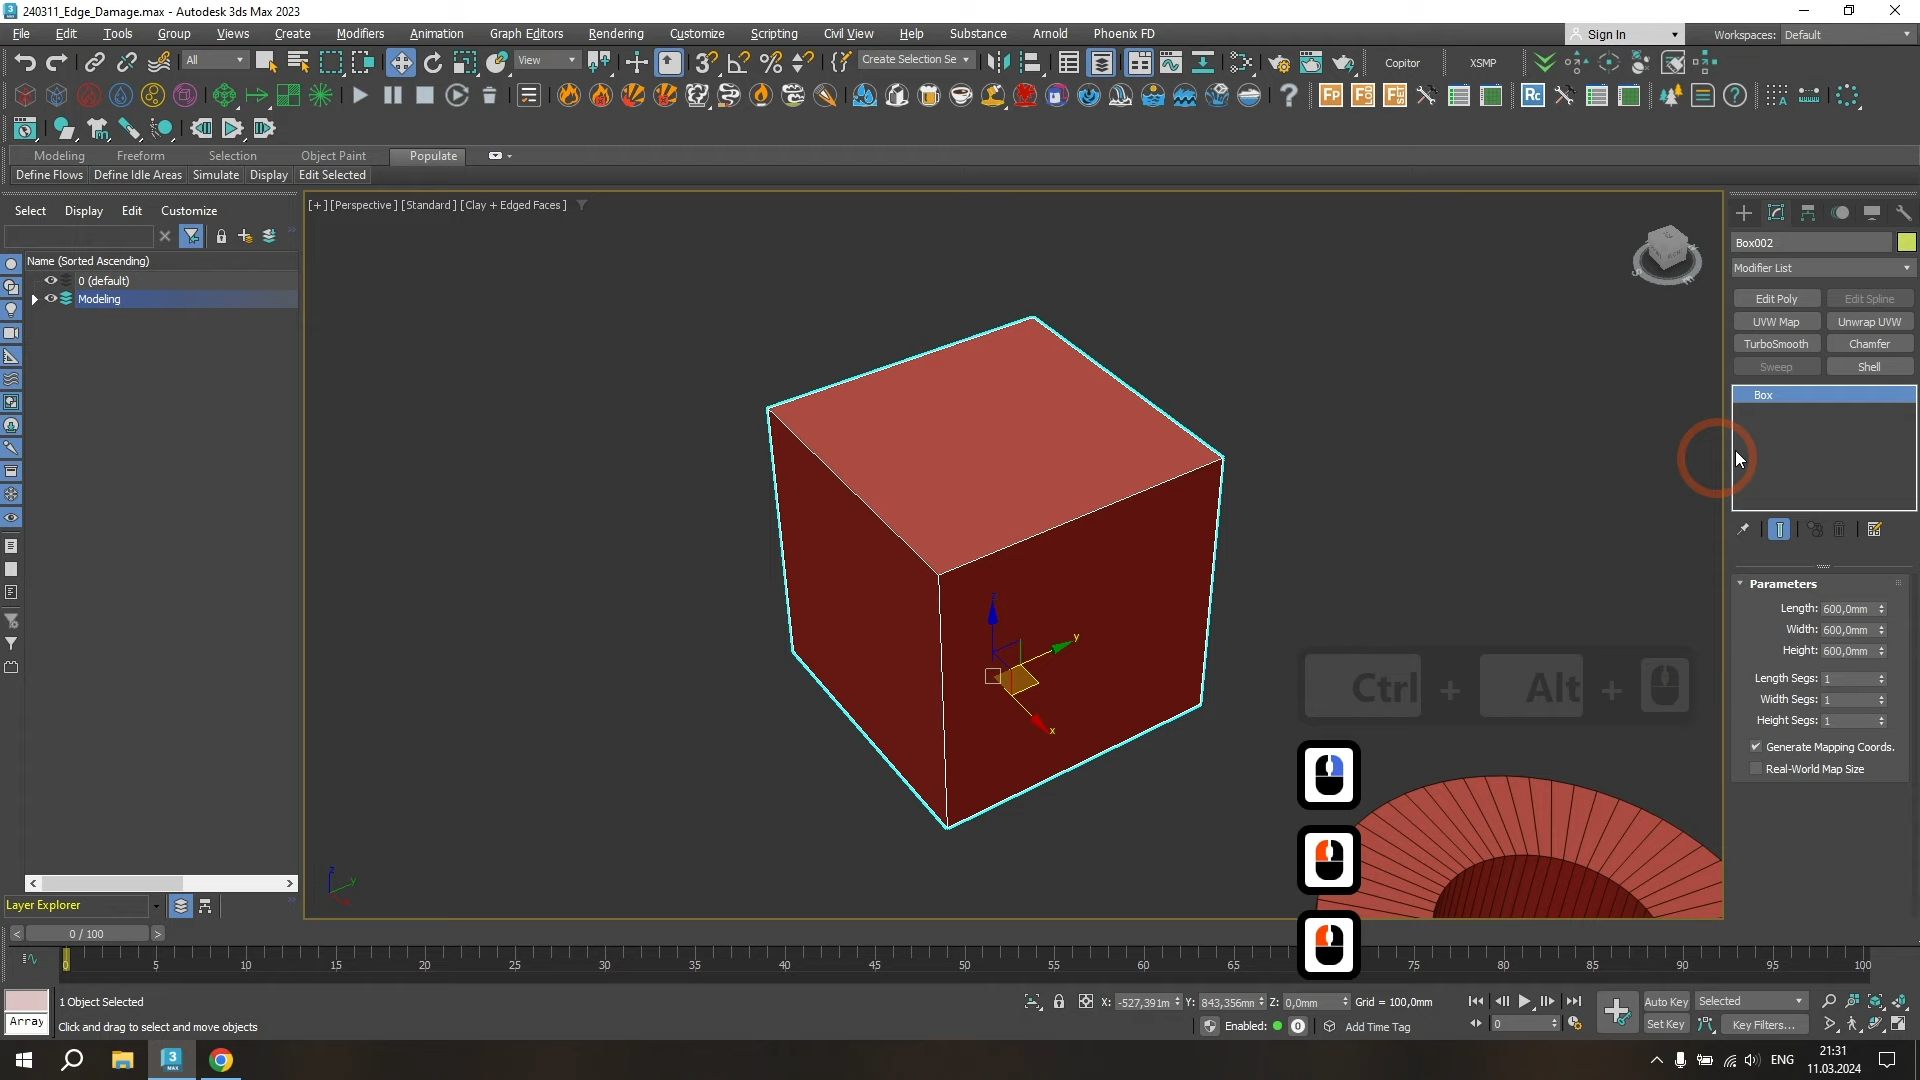 240311_Edge_Damage.max - Autodesk 3ds Max 2023
File Edit Tools Group Views Create Modifiers Animation Graph Editors Rendering Customize Scripting Civil View Help Substance Arnold Phoenix FD
Sign In Workspaces: Default
All View Create Selection Se Copitor XSMP
Modeling Freeform Selection Object Paint Populate
Define Flows Define Idle Areas Simulate Display Edit Selected
Select Display Edit Customize
Name (Sorted Ascending)
0 (default)
Modeling
Layer Explorer
[+] [Perspective ] [Standard ] [Clay + Edged Faces ]
z
y
x
z
y
Ctrl + Alt +
Box002
Modifier List
Edit Poly Edit Spline
UVW Map Unwrap UVW
TurboSmooth Chamfer
Sweep Shell
Box
Parameters
Length: 600,0mm
Width: 600,0mm
Height: 600,0mm
Length Segs: 1
Width Segs: 1
Height Segs: 1
Generate Mapping Coords.
Real-World Map Size
< 0 / 100 >
0 5 10 15 20 25 30 35 40 45 50 55 60 65 75 80 85 90 95 100
Array
1 Object Selected
Click and drag to select and move objects
X: -527,391m Y: 843,356mm Z: 0,0mm Grid = 100,0mm
Enabled: 0 Add Time Tag
0
Auto Key Selected
Set Key Key Filters...
ENG
21:31
11.03.2024